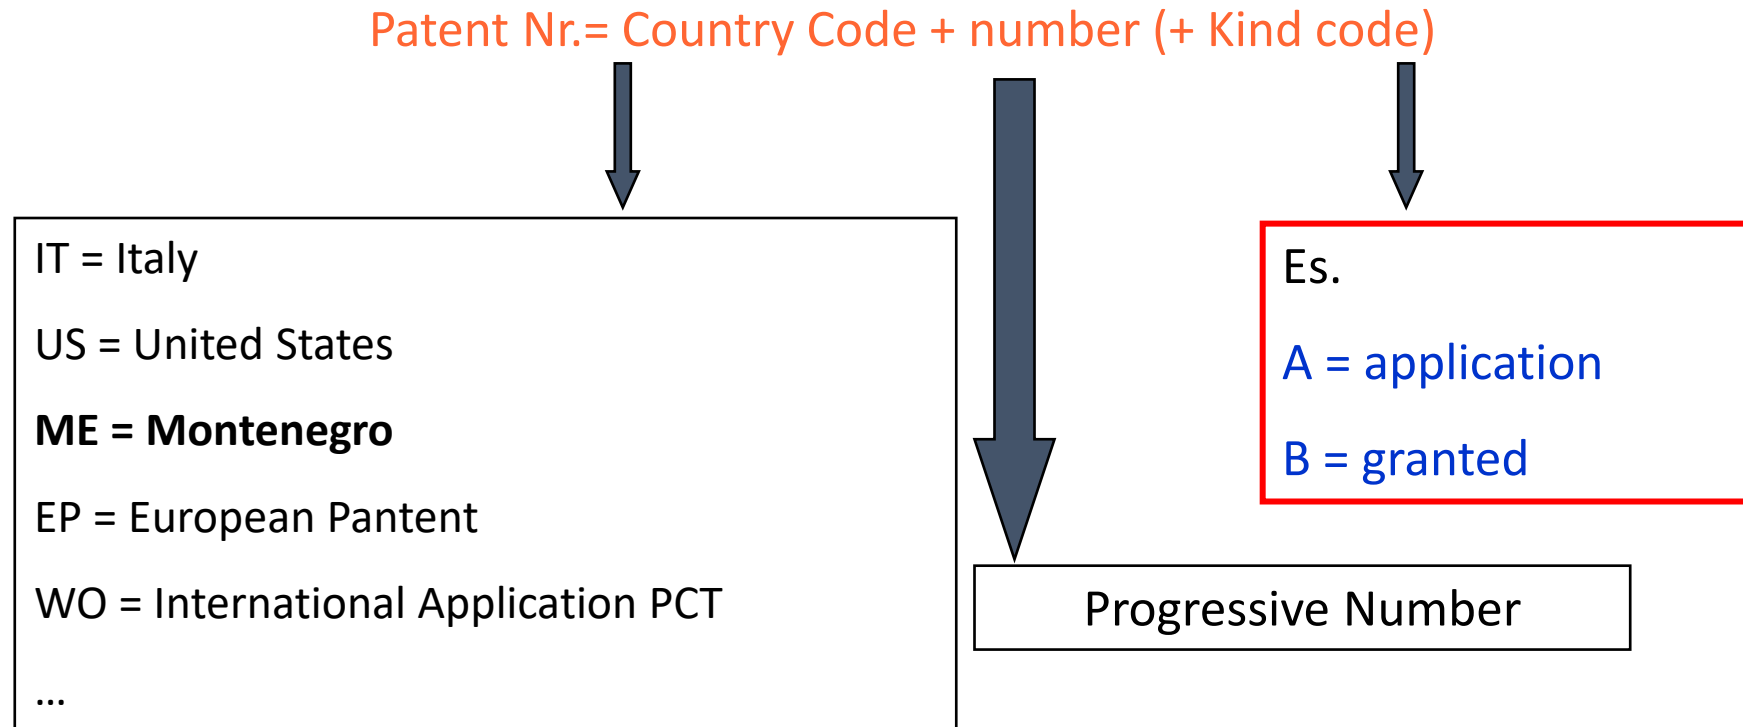 Patent Nr.= Country Code + number (+ Kind code)
IT = Italy
US = United States
ME = Montenegro
EP = European Pantent
WO = International Application PCT
...
Es.
A = application
B = granted
Progressive Number